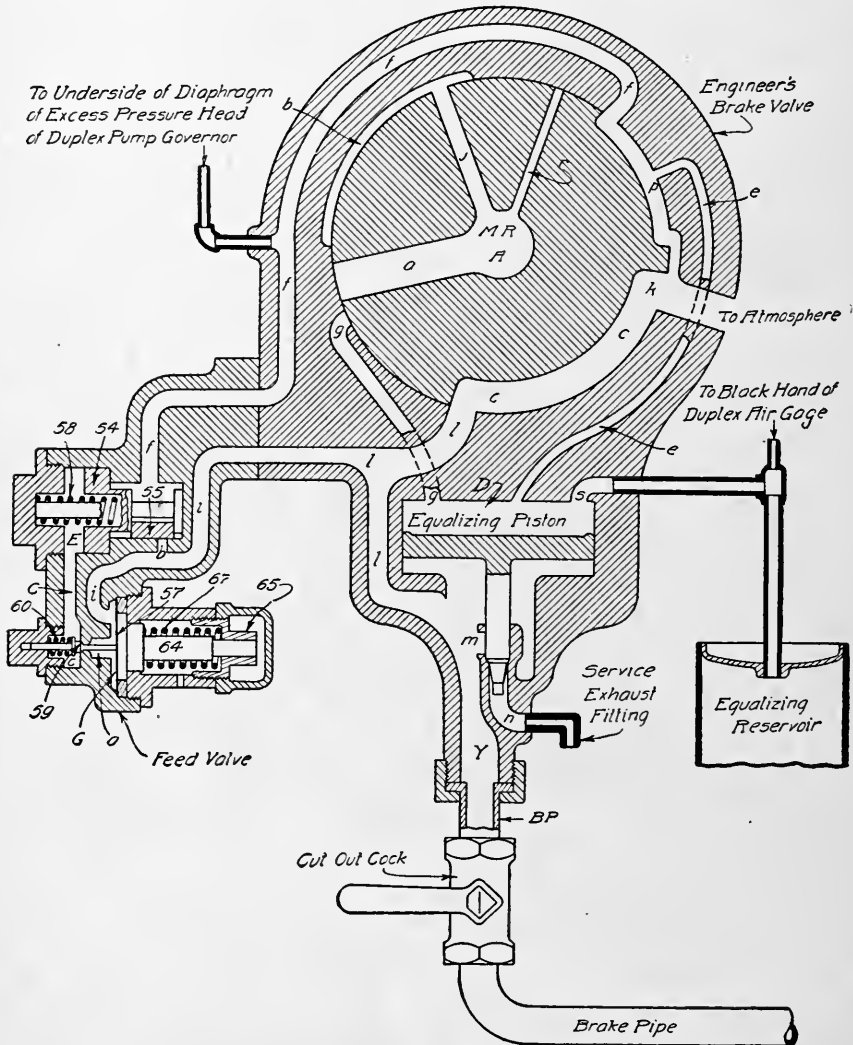 To Underside of Diaphragm
of Excess Pressure Head
of Duplex Pump Governor
Engineer's
Brake Valve
b
f
f
j
r
p
e
MR
A
a
k
To Atmosphere
f
g
c
c
To Black Hand of
Duplex Air Gage
l
e
58
54
f
55
l
D
g
s
Equalizing Piston
i
E
b
l
C
i
57
67
65
60
64
m
c
59
G
O
Feed Valve
n
Service
Exhaust
Fitting
Equalizing
Reservoir
Y
BP
Cut Out Cock
Brake Pipe